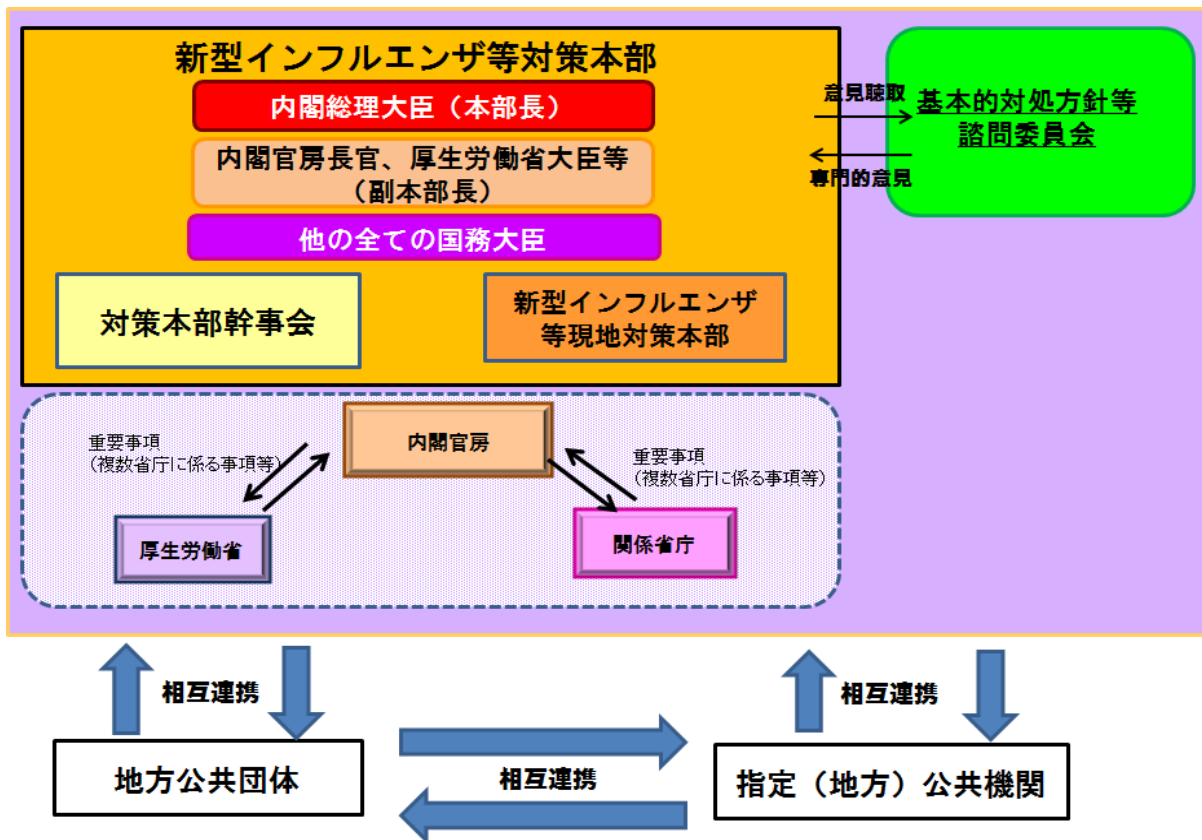 新型インフルエンザ等対策本部
内閣総理大臣（本部長）
内閣官房長官、厚生労働省大臣等
（副本部長）
他の全ての国務大臣
対策本部幹事会
新型インフルエンザ
等現地対策本部
意見聴取
専門的意見
基本的対処方針等
諮問委員会
内閣官房
重要事項
(複数省庁に係る事項等)
重要事項
(複数省庁に係る事項等)
厚生労働省
関係省庁
相互連携
相互連携
地方公共団体
相互連携
指定（地方）公共機関